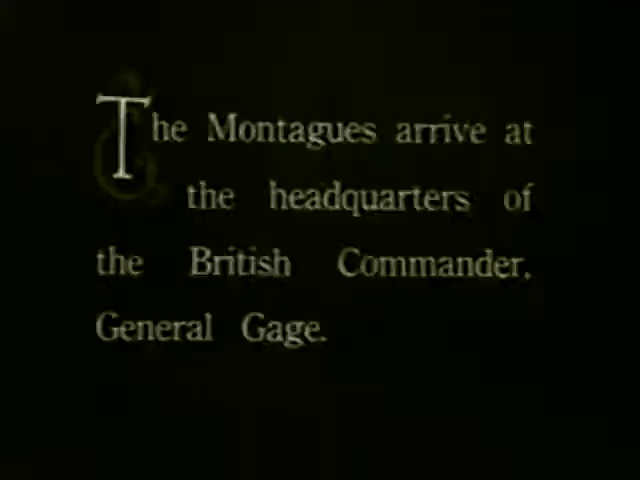 The Montagues arrive at
the headquarters of
the British Commander,
General Gage.